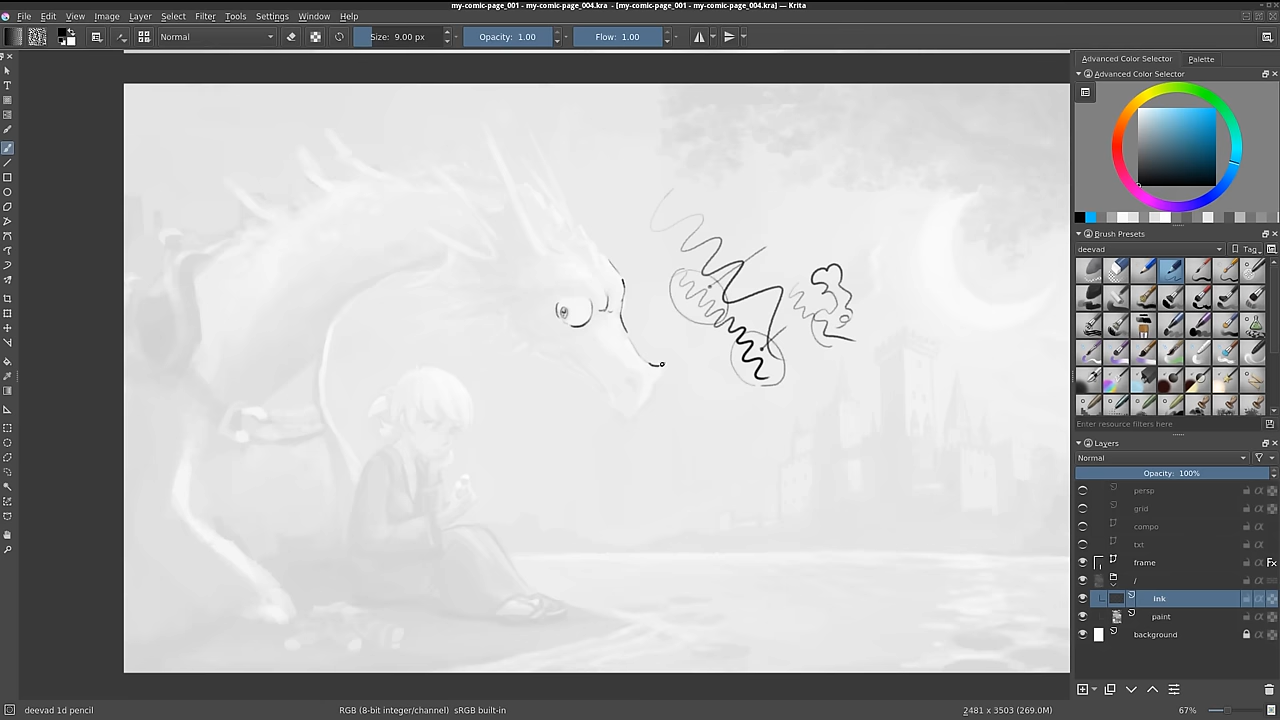 my-comic-page_001 - my-comic-page_004.kra - [my-comic-page_001 - my-comic-page_004.kra] — Krita
File Edit View Image Layer Select Filter Tools Settings Window Help
Normal Size: 9.00 px Opacity: 1.00 Flow: 1.00
Advanced Color Selector Palette
Advanced Color Selector
Brush Presets
deevad Tag
Enter resource filters here
Layers
Normal
Opacity: 100%
persp
grid
compo
txt
frame Fx
/
ink
paint
background
deevad 1d pencil RGB (8-bit integer/channel) sRGB built-in 2481 x 3503 (269.0M) 67%